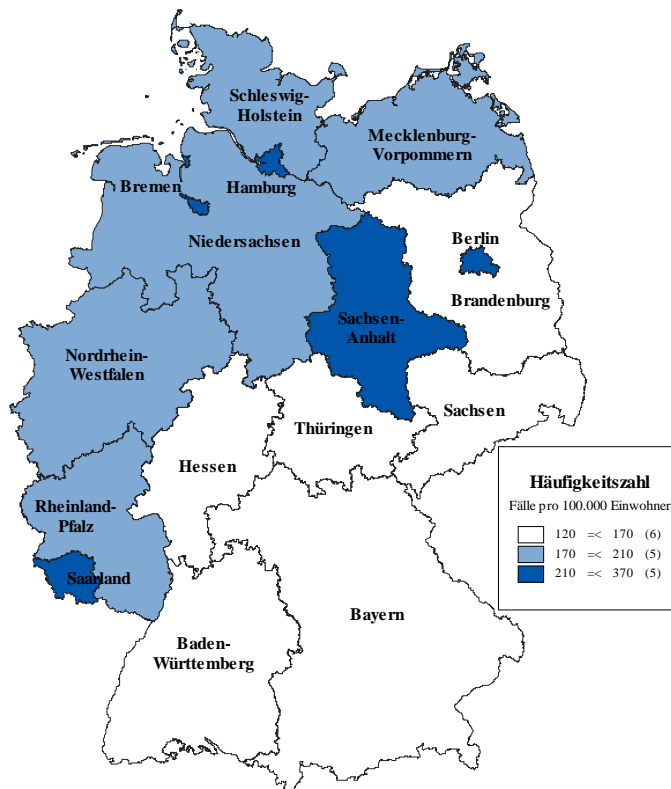 Schleswig-
Holstein
Mecklenburg-
Vorpommern
Bremen
Hamburg
Niedersachsen
Berlin
Brandenburg
Sachsen-
Anhalt
Nordrhein-
Westfalen
Sachsen
Thüringen
Hessen
Rheinland-
Pfalz
Saarland
Bayern
Baden-
Württemberg
Häufigkeitszahl
Fälle pro 100.000 Einwohner
120 =< 170 (6)
170 =< 210 (5)
210 =< 370 (5)